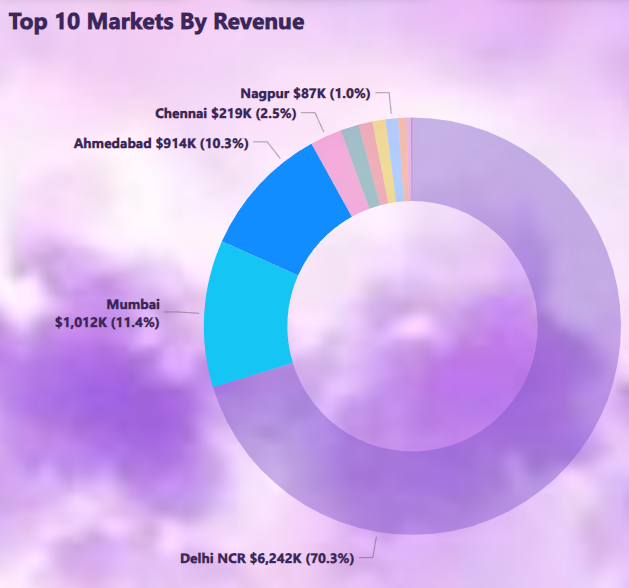 Top 10 Markets By Revenue
Nagpur $87K (1.0%)
Chennai $219K (2.5%)
Ahmedabad $914K (10.3%)
Mumbai
$1,012K (11.4%)
Delhi NCR $6,242K (70.3%)